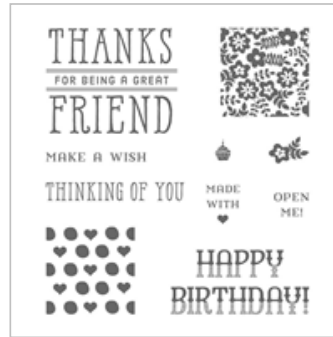 THANKS
FOR BEING A GREAT
FRIEND
MAKE A WISH
THINKING OF YOU
MADE
WITH
OPEN
ME!
HAPPY
BIRTHDAY!